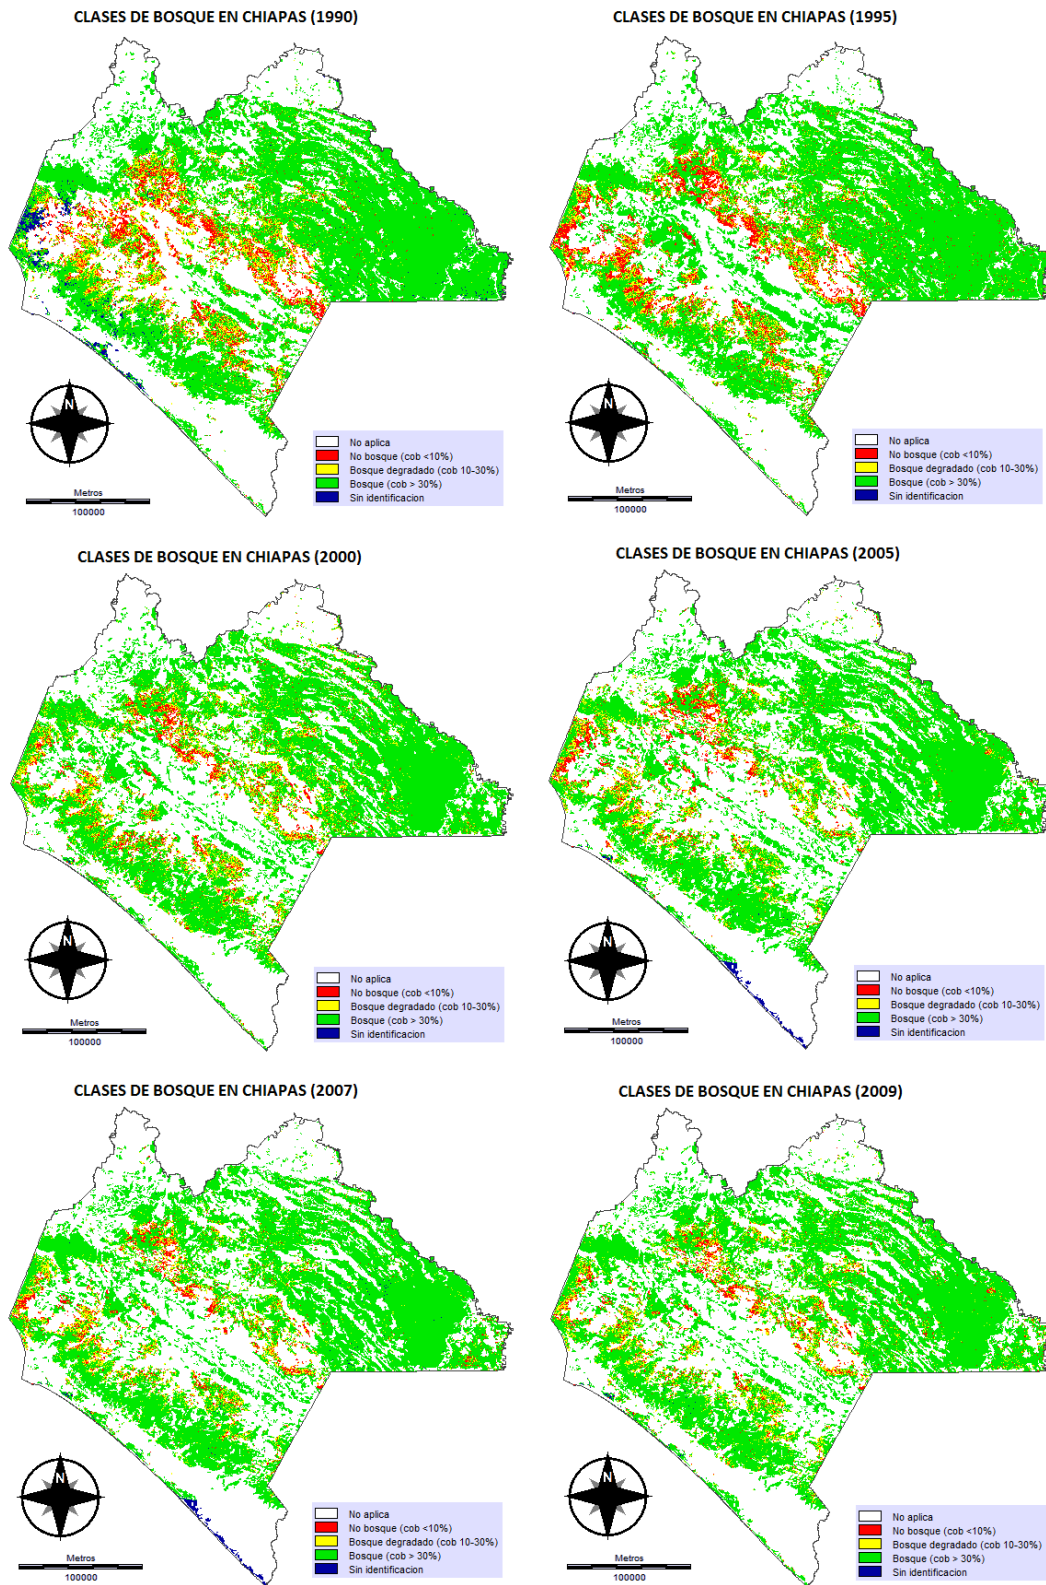 CLASES DE BOSQUE EN CHIAPAS (1990)
N
No aplica
No bosque (cob <10%)
Bosque degradado (cob 10-30%)
Bosque (cob > 30%)
Sin identificacion
Metros
100000
CLASES DE BOSQUE EN CHIAPAS (1995)
N
No aplica
No bosque (cob <10%)
Bosque degradado (cob 10-30%)
Bosque (cob > 30%)
Sin identificacion
Metros
100000
CLASES DE BOSQUE EN CHIAPAS (2000)
N
No aplica
No bosque (cob <10%)
Bosque degradado (cob 10-30%)
Bosque (cob > 30%)
Sin identificacion
Metros
100000
CLASES DE BOSQUE EN CHIAPAS (2005)
N
No aplica
No bosque (cob <10%)
Bosque degradado (cob 10-30%)
Bosque (cob > 30%)
Sin identificacion
Metros
100000
CLASES DE BOSQUE EN CHIAPAS (2007)
N
No aplica
No bosque (cob <10%)
Bosque degradado (cob 10-30%)
Bosque (cob > 30%)
Sin identificacion
Metros
100000
CLASES DE BOSQUE EN CHIAPAS (2009)
N
No aplica
No bosque (cob <10%)
Bosque degradado (cob 10-30%)
Bosque (cob > 30%)
Sin identificacion
Metros
100000